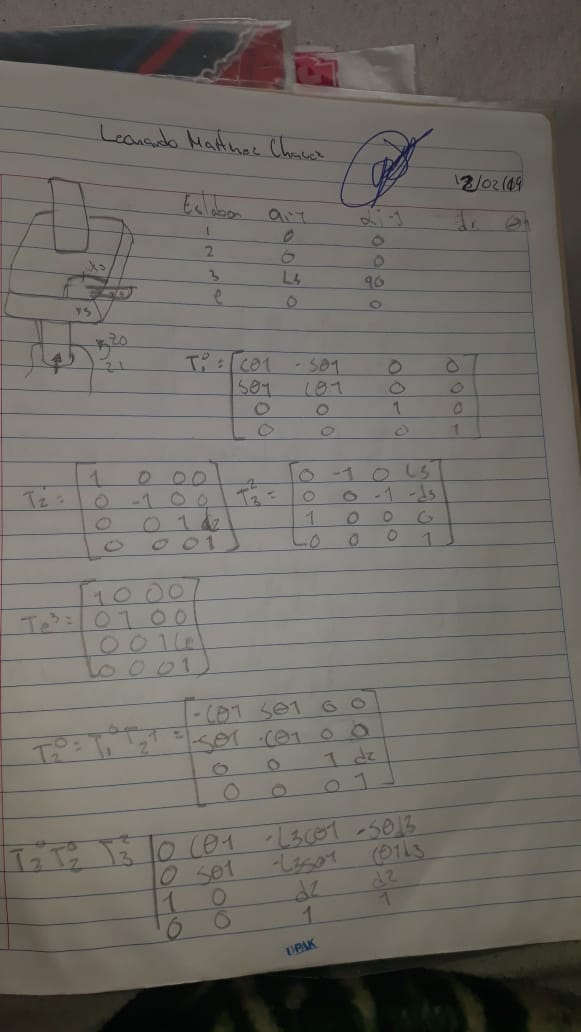 Leonardo Martinez Chavez
12/02/19
Eslabon ai-1 αi-1 di θi
1 0 0
2 0 0
3 L3 90
e 0 0
X3
Y3
Z0
Z1
T₁⁰ = [cθ1 -sθ1 0 0
sθ1 cθ1 0 0
0 0 1 0
0 0 0 1]
T₂¹ = [1 0 0 0
0 -1 0 0
0 0 1 d2
0 0 0 1]
T₃² = [0 -1 0 L3
0 0 -1 -d3
1 0 0 0
0 0 0 1]
Te³ = [1 0 0 0
0 1 0 0
0 0 1 Le
0 0 0 1]
T₂⁰ = T₁⁰ T₂¹ = [-cθ1 sθ1 0 0
-sθ1 -cθ1 0 0
0 0 1 d2
0 0 0 1]
T₃⁰ T₂⁰ T₃² |0 cθ1 -L3cθ1 -sθd3
0 sθ1 -L3sθ1 cθ1L3
1 0 d2 d2
0 0 1 1
UPAK